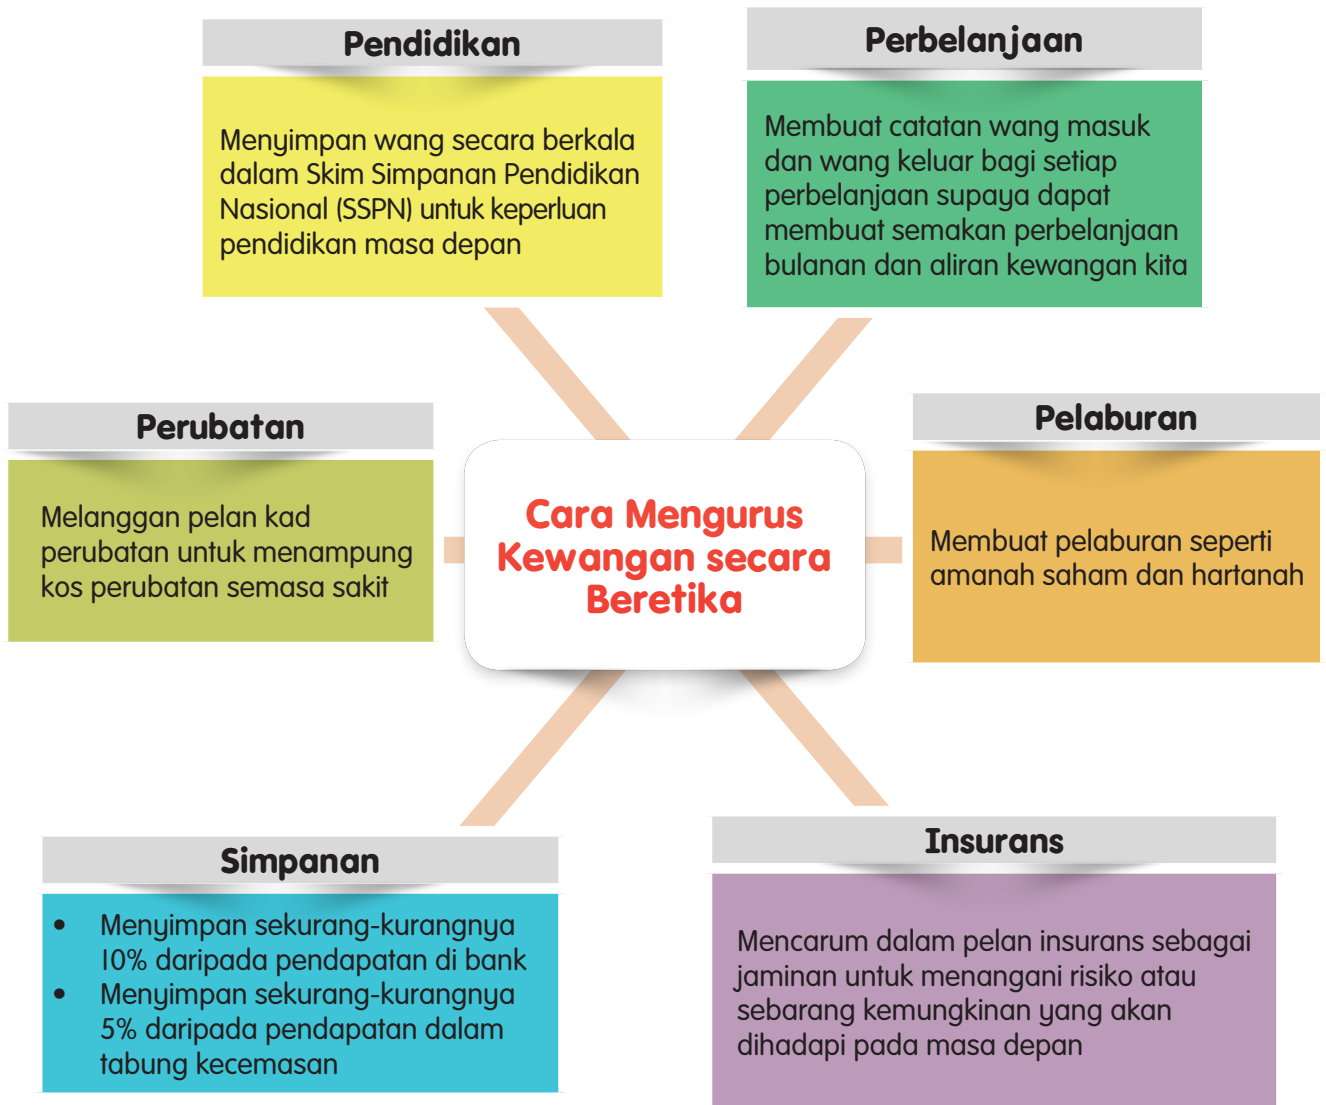 Pendidikan
Menyimpan wang secara berkala
dalam Skim Simpanan Pendidikan
Nasional (SSPN) untuk keperluan
pendidikan masa depan
Perbelanjaan
Membuat catatan wang masuk
dan wang keluar bagi setiap
perbelanjaan supaya dapat
membuat semakan perbelanjaan
bulanan dan aliran kewangan kita
Perubatan
Melanggan pelan kad
perubatan untuk menampung
kos perubatan semasa sakit
Cara Mengurus
Kewangan secara
Beretika
Pelaburan
Membuat pelaburan seperti
amanah saham dan hartanah
Simpanan
• Menyimpan sekurang-kurangnya
10% daripada pendapatan di bank
• Menyimpan sekurang-kurangnya
5% daripada pendapatan dalam
tabung kecemasan
Insurans
Mencarum dalam pelan insurans sebagai
jaminan untuk menangani risiko atau
sebarang kemungkinan yang akan
dihadapi pada masa depan